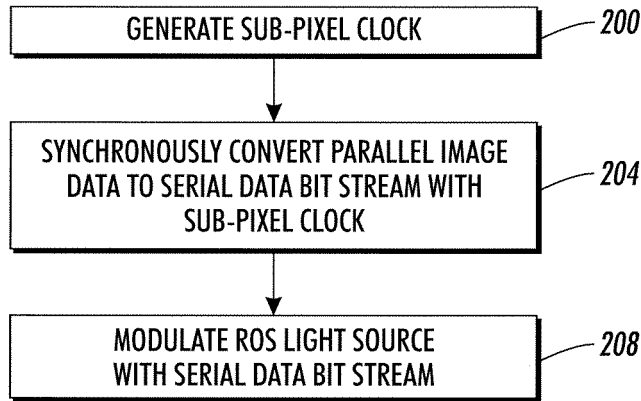 GENERATE SUB-PIXEL CLOCK
200
SYNCHRONOUSLY CONVERT PARALLEL IMAGE
DATA TO SERIAL DATA BIT STREAM WITH
SUB-PIXEL CLOCK
204
MODULATE ROS LIGHT SOURCE
WITH SERIAL DATA BIT STREAM
208